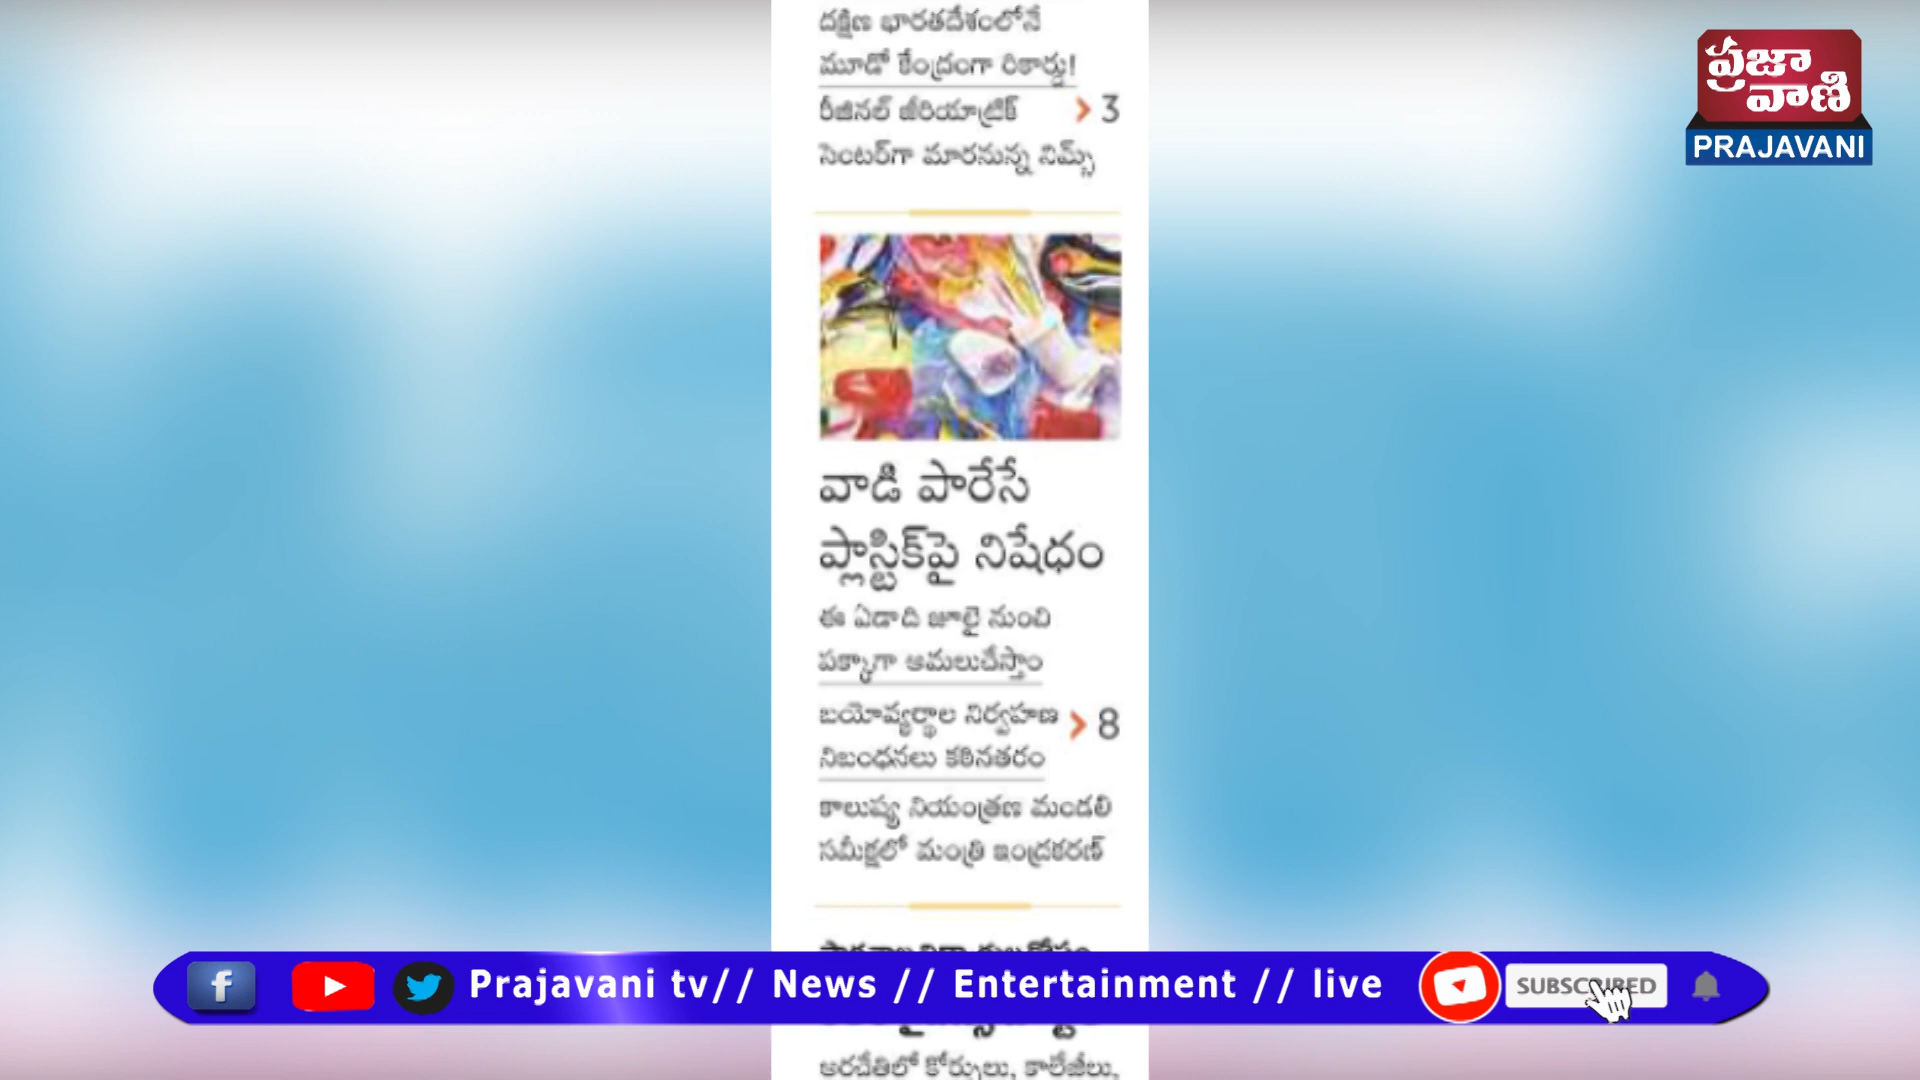 దక్షిణ భారతదేశంలోనే
మూడో కేంద్రంగా రికార్డు!
రీజినల్ జీరియాట్రిక్
> 3
సెంటర్‌గా మారనున్న నిమ్స్
ప్రజా
వాణి
PRAJAVANI
వాడి పారేసే
ప్లాస్టిక్‌పై నిషేధం
ఈ ఏడాది జూలై నుంచి
పక్కాగా అమలుచేస్తాం
బయోవ్యర్థాల నిర్వహణ
> 8
నిబంధనలు కఠినతరం
కాలుష్య నియంత్రణ మండలి
సమీక్షలో మంత్రి ఇంద్రకరణ్
Prajavani tv// News // Entertainment // live
SUBSCRIBED
అరచేతిలో కోర్సులు, కాలేజీలు,